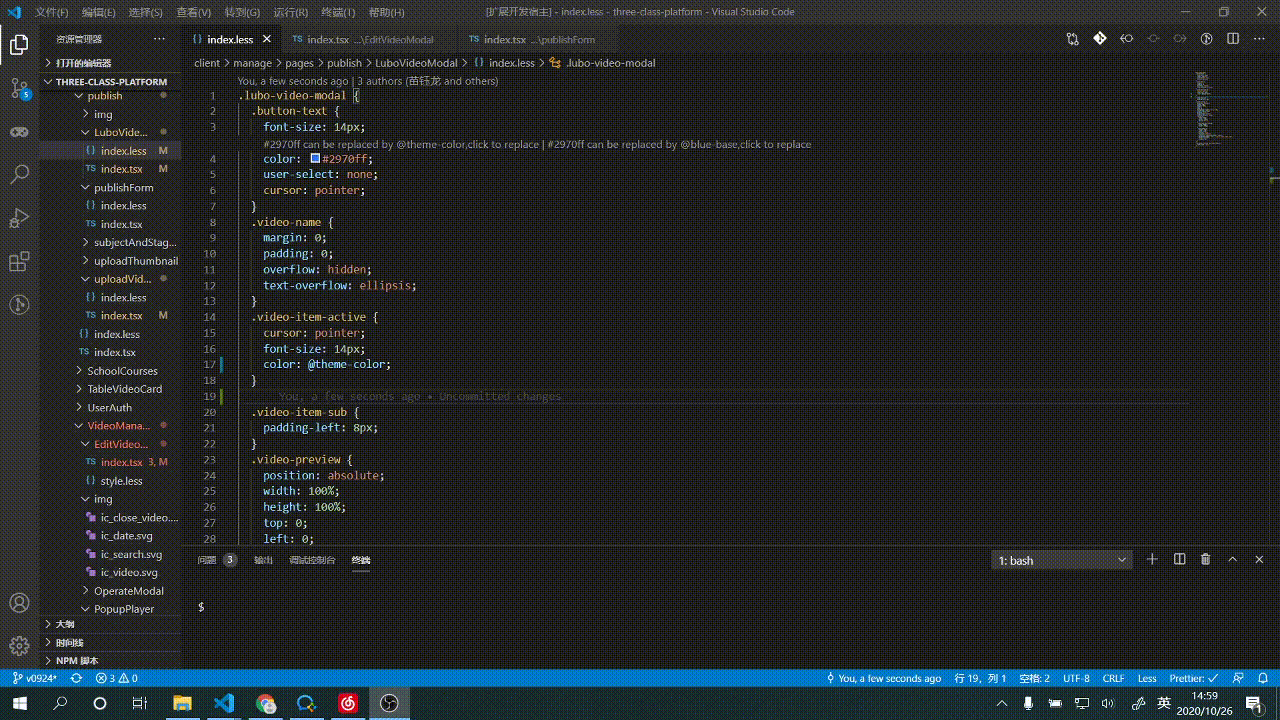 文件(F) 编辑(E) 选择(S) 查看(V) 转到(G) 运行(R) 终端(T) 帮助(H) [扩展开发宿主] - index.less - three-class-platform - Visual Studio Code
资源管理器 ··· {} index.less × TS index.tsx ...\EditVideoModal TS index.tsx ...\publishForm
打开的编辑器
client > manage > pages > publish > LuboVideoModal > {} index.less > .lubo-video-modal
THREE-CLASS-PLATFORM
publish
img
LuboVide...
{} index.less M
TS index.tsx M
publishForm
{} index.less
TS index.tsx
subjectAndStag...
uploadThumbnail
uploadVid...
{} index.less
TS index.tsx M
{} index.less
TS index.tsx
SchoolCourses
TableVideoCard
UserAuth
VideoMana...
EditVideo...
TS index.tsx 3, M
{} style.less
img
ic_close_video....
ic_date.svg
ic_search.svg
ic_video.svg
OperateModal
PopupPlayer
大纲
时间线
NPM 脚本
5
You, a few seconds ago | 3 authors (苗钰龙 and others)
1 .lubo-video-modal {
2 .button-text {
3 font-size: 14px;
#2970ff can be replaced by @theme-color,click to replace | #2970ff can be replaced by @blue-base,click to replace
4 color: #2970ff;
5 user-select: none;
6 cursor: pointer;
7 }
8 .video-name {
9 margin: 0;
10 padding: 0;
11 overflow: hidden;
12 text-overflow: ellipsis;
13 }
14 .video-item-active {
15 cursor: pointer;
16 font-size: 14px;
17 color: @theme-color;
18 }
19 You, a few seconds ago • Uncommitted changes
20 .video-item-sub {
21 padding-left: 8px;
22 }
23 .video-preview {
24 position: absolute;
25 width: 100%;
26 height: 100%;
27 top: 0;
28 left: 0;
问题 3 输出 调试控制台 终端 1: bash
$
v0924* 3 0 You, a few seconds ago 行 19，列 1 空格: 2 UTF-8 CRLF Less Prettier: ✓
英 14:59
2020/10/26 1